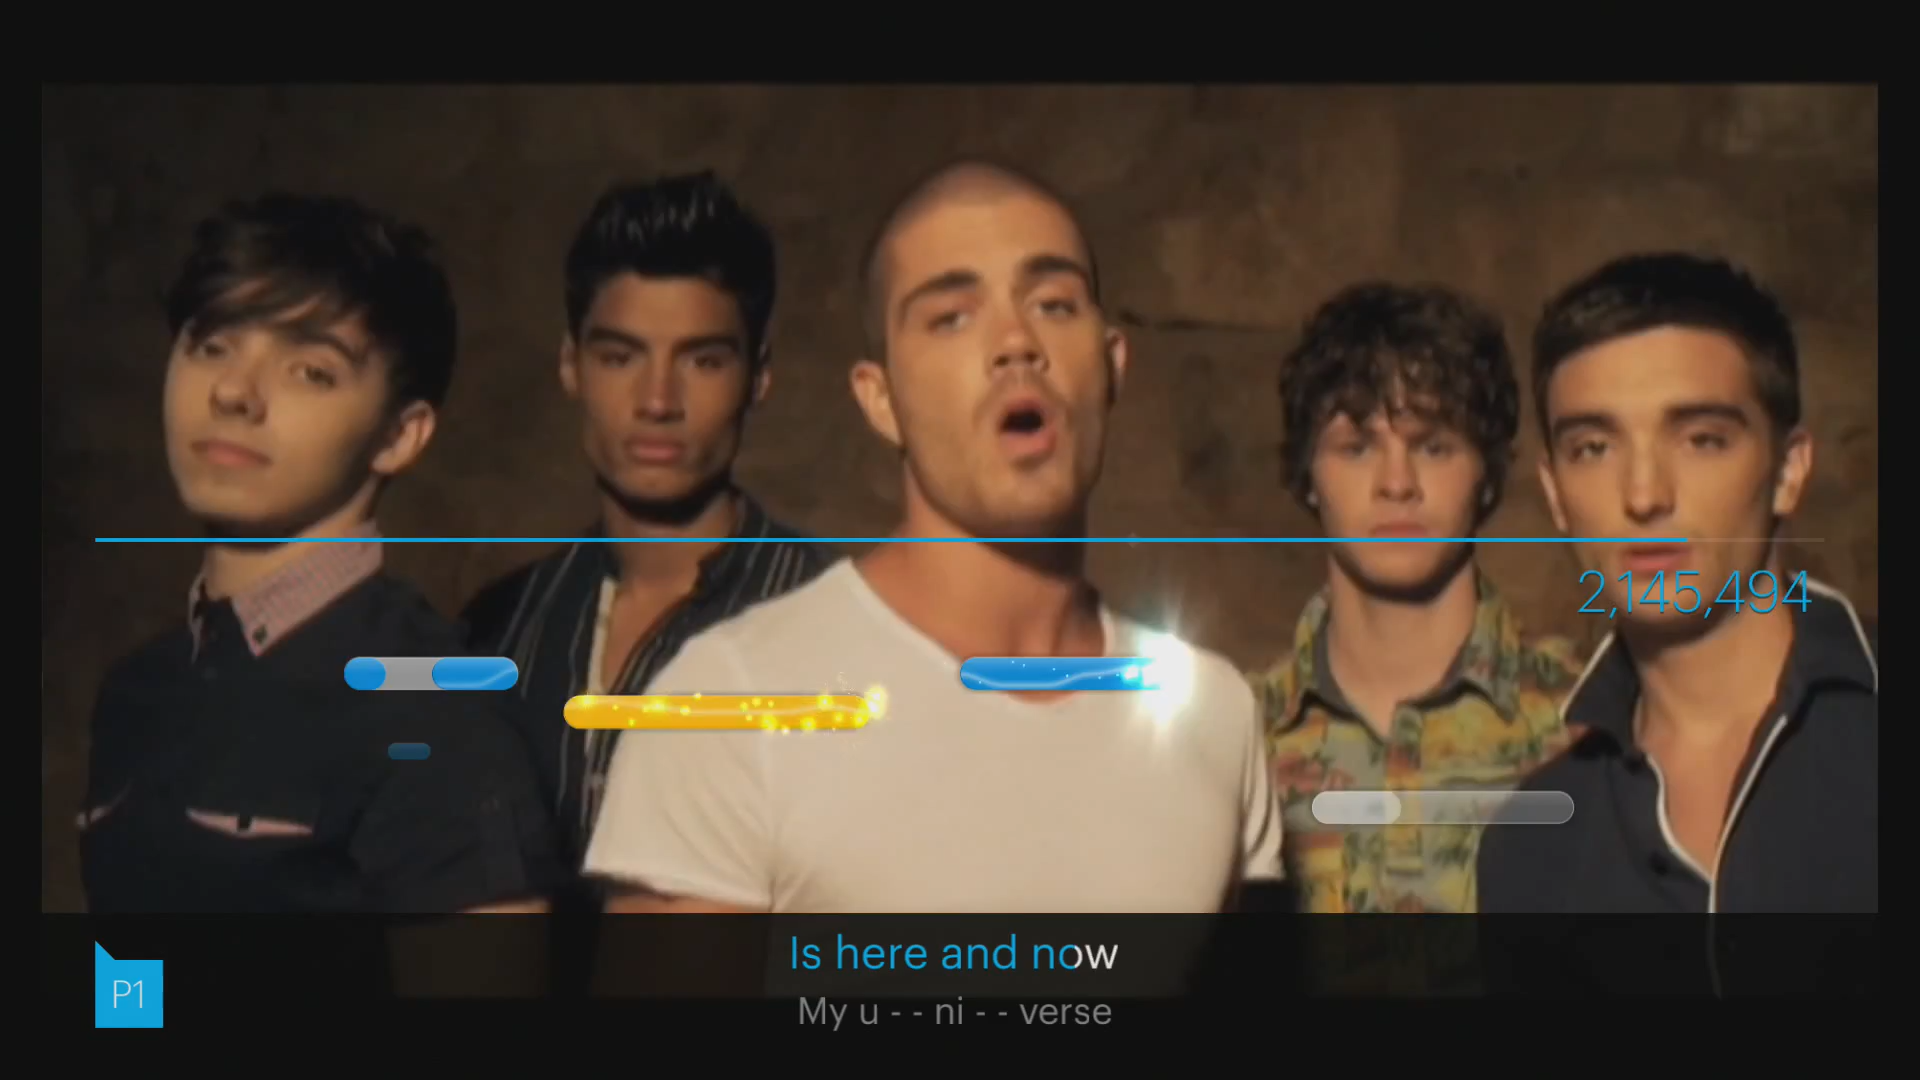 2,145,494
Is here and now
My u - - ni - - verse
P1